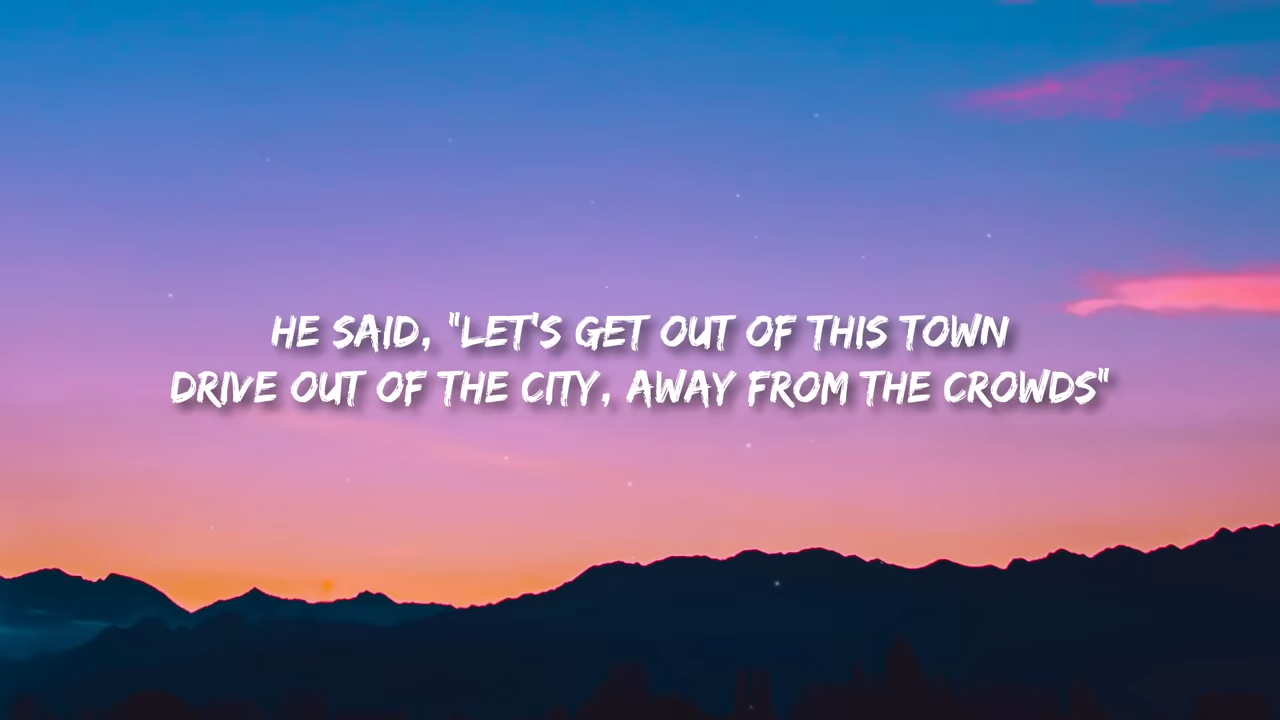 HE SAID, "LET'S GET OUT OF THIS TOWN
DRIVE OUT OF THE CITY, AWAY FROM THE CROWDS"